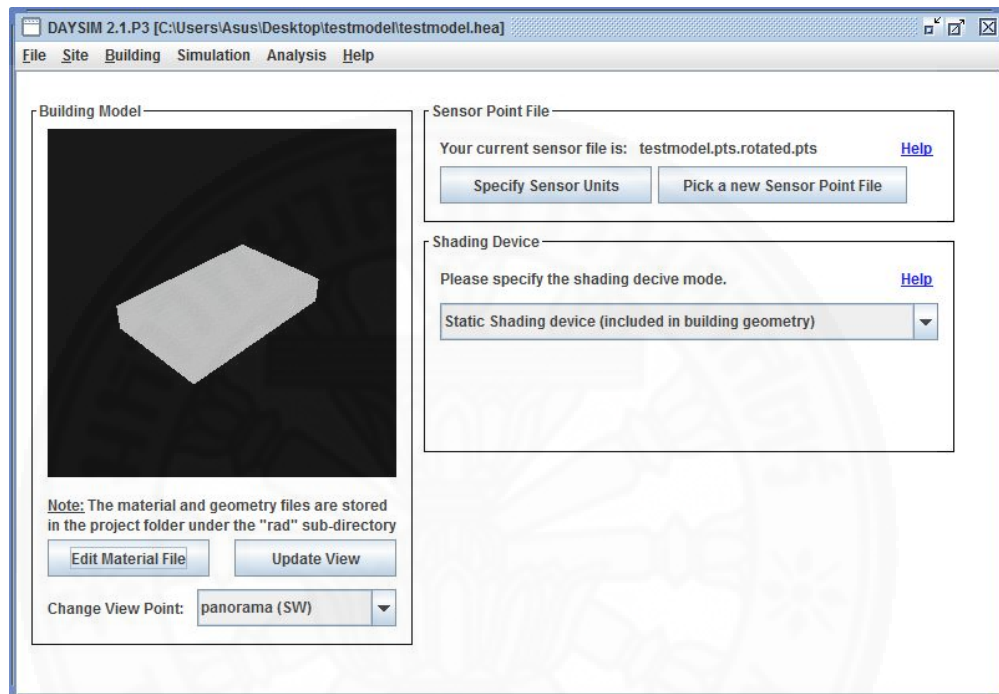 DAYSIM 2.1.P3 [C:\Users\Asus\Desktop\testmodel\testmodel.hea]
File Site Building Simulation Analysis Help
Building Model
Note: The material and geometry files are stored
in the project folder under the "rad" sub-directory
Edit Material File Update View
Change View Point: panorama (SW)
Sensor Point File
Your current sensor file is: testmodel.pts.rotated.pts Help
Specify Sensor Units Pick a new Sensor Point File
Shading Device
Please specify the shading decive mode. Help
Static Shading device (included in building geometry)